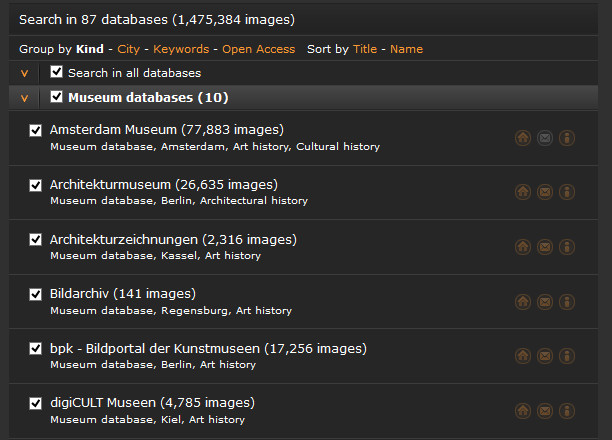 Search in 87 databases (1,475,384 images)
Group by Kind - City - Keywords - Open Access Sort by Title - Name
Search in all databases
Museum databases (10)
Amsterdam Museum (77,883 images)
Museum database, Amsterdam, Art history, Cultural history
Architekturmuseum (26,635 images)
Museum database, Berlin, Architectural history
Architekturzeichnungen (2,316 images)
Museum database, Kassel, Art history
Bildarchiv (141 images)
Museum database, Regensburg, Art history
bpk - Bildportal der Kunstmuseen (17,256 images)
Museum database, Berlin, Art history
digiCULT Museen (4,785 images)
Museum database, Kiel, Art history